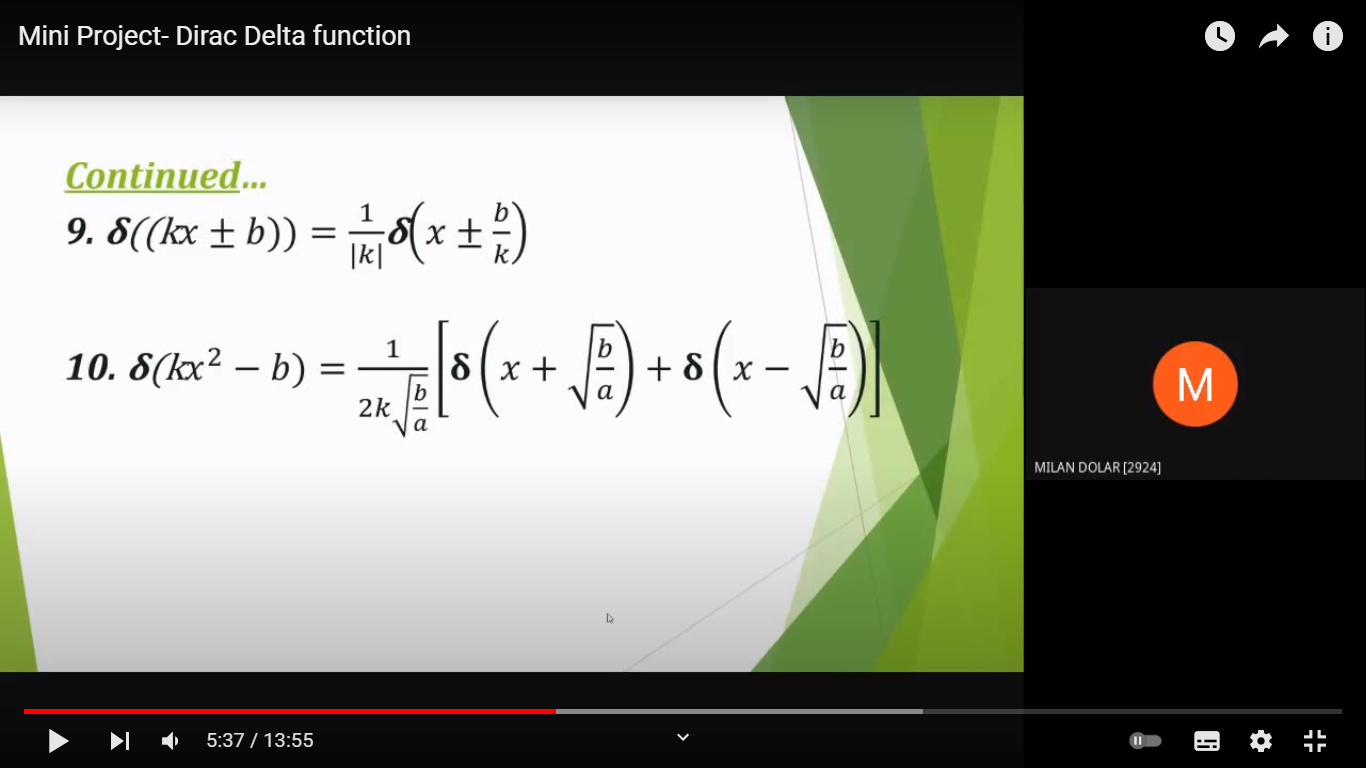 Mini Project- Dirac Delta function
Continued...
9. δ((kx ± b)) = 1/|k| δ(x ± b/k)
10. δ(kx² − b) = 1/(2k√(b/a)) [δ(x + √(b/a)) + δ(x − √(b/a))]
M
MILAN DOLAR [2924]
5:37 / 13:55